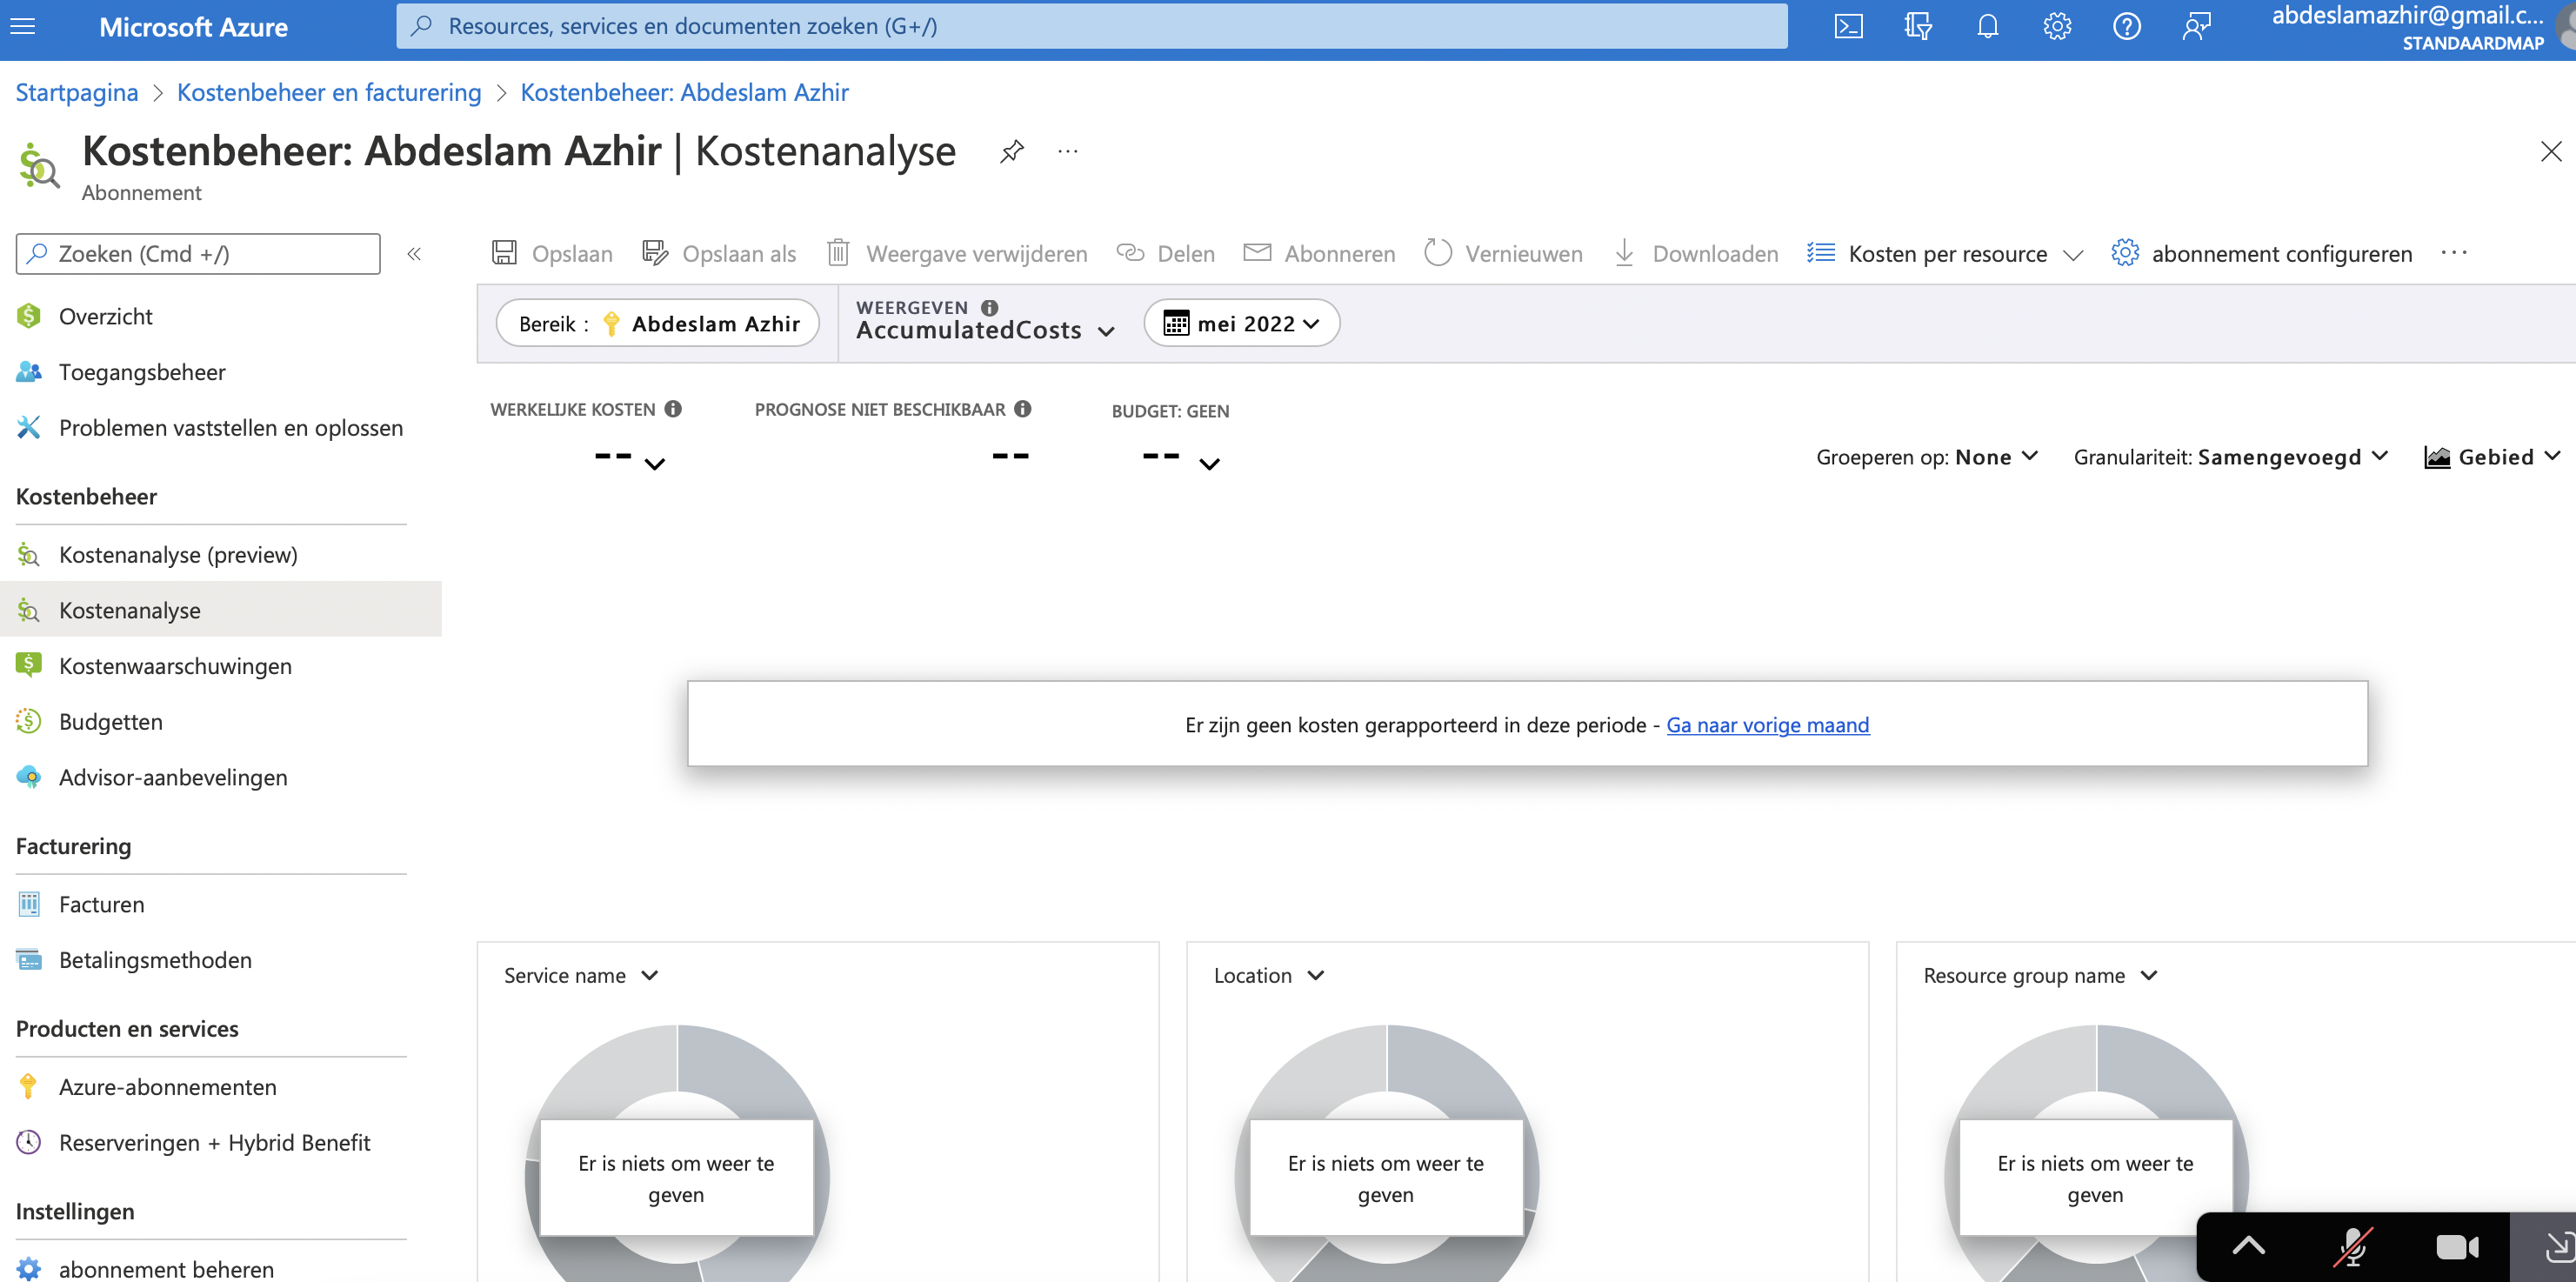 Microsoft Azure
Resources, services en documenten zoeken (G+/)
abdeslamazhir@gmail.c...
STANDAARDMAP
Startpagina > Kostenbeheer en facturering > Kostenbeheer: Abdeslam Azhir
Kostenbeheer: Abdeslam Azhir | Kostenanalyse
Abonnement
Zoeken (Cmd +/)
Overzicht
Toegangsbeheer
Problemen vaststellen en oplossen
Kostenbeheer
Kostenanalyse (preview)
Kostenanalyse
Kostenwaarschuwingen
Budgetten
Advisor-aanbevelingen
Facturering
Facturen
Betalingsmethoden
Producten en services
Azure-abonnementen
Reserveringen + Hybrid Benefit
Instellingen
abonnement beheren
Opslaan Opslaan als Weergave verwijderen Delen Abonneren Vernieuwen Downloaden Kosten per resource abonnement configureren ...
Bereik : Abdeslam Azhir
WEERGEVEN
AccumulatedCosts
mei 2022
WERKELIJKE KOSTEN
--
PROGNOSE NIET BESCHIKBAAR
--
BUDGET: GEEN
--
Groeperen op: None Granulariteit: Samengevoegd Gebied
Er zijn geen kosten gerapporteerd in deze periode - Ga naar vorige maand
Service name
Er is niets om weer te
geven
Location
Er is niets om weer te
geven
Resource group name
Er is niets om weer te
geven